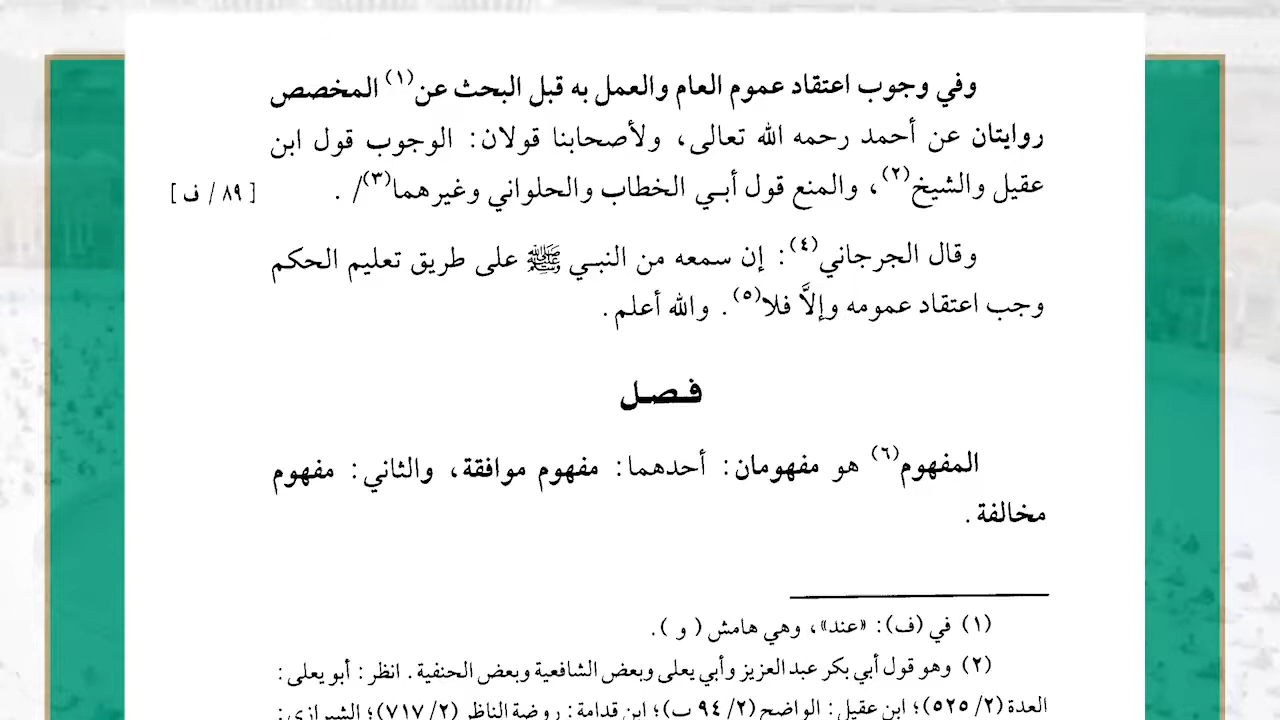 وفي وجوب اعتقاد عموم العام والعمل به قبل البحث عن(١) المخصص
روايتان عن أحمد رحمه الله تعالى، ولأصحابنا قولان: الوجوب قول ابن
عقيل والشيخ(٢)، والمنع قول أبي الخطاب والحلواني وغيرهما(٣)/ . [ ٨٩ / ف ]
وقال الجرجاني(٤): إن سمعه من النبي ﷺ على طريق تعليم الحكم
وجب اعتقاد عمومه وإلاَّ فلا(٥). والله أعلم.
فصل
المفهوم(٦) هو مفهومان: أحدهما: مفهوم موافقة، والثاني: مفهوم
مخالفة.
(١) في (ف): «عند»، وهي هامش ( و ).
(٢) وهو قول أبي بكر عبد العزيز وأبي يعلى وبعض الشافعية وبعض الحنفية. انظر: أبو يعلى:
العدة (٢/ ٥٢٥)؛ ابن عقيل: الواضح (٢/ ٩٤ ب)؛ ابن قدامة: روضة الناظر (٢/ ٧١٧)؛ الشيرازي: